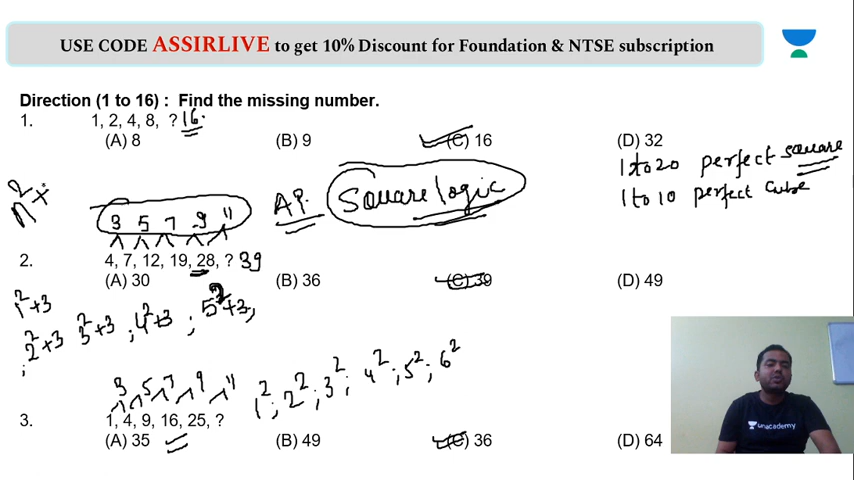 USE CODE ASSIRLIVE to get 10% Discount for Foundation & NTSE subscription
Direction (1 to 16) : Find the missing number.
1. 1, 2, 4, 8, ? 16.
(A) 8 (B) 9 (C) 16 (D) 32
1 to 20 perfect square
1 to 10 perfect cube
n² +
3 5 7 9 11
A.P. Square logic
2. 4, 7, 12, 19, 28, ? 39
(A) 30 (B) 36 (C) 39 (D) 49
1²+3 ; 2²+3 3²+3 ; 4²+3 ; 5²+3,
3 5 7 9 11
1² ; 2² ; 3² ; 4² ; 5² ; 6²
3. 1, 4, 9, 16, 25, ?
(A) 35 (B) 49 (C) 36 (D) 64
unacademy